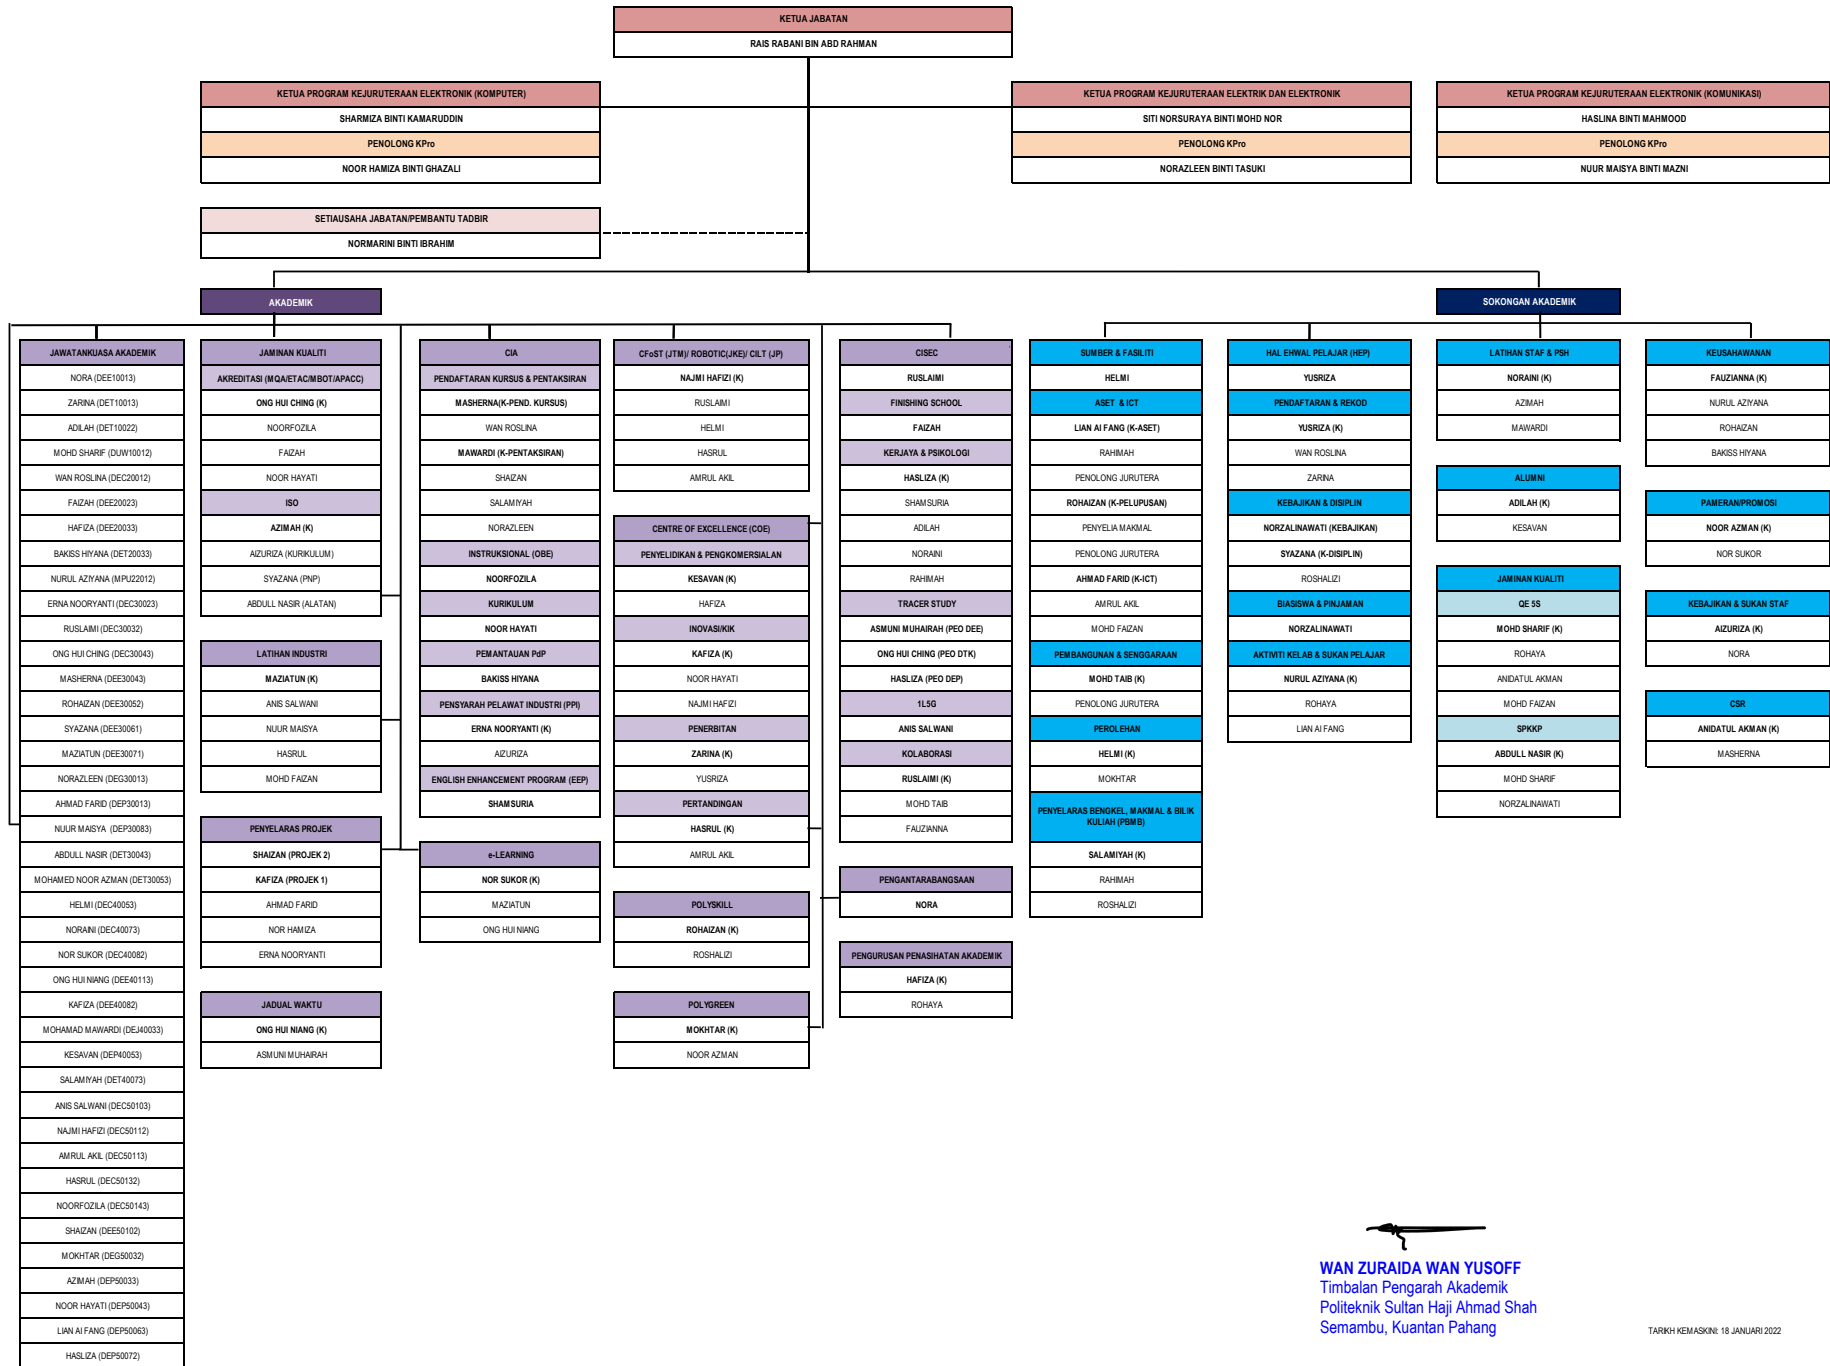 KETUA JABATAN
RAIS RABANI BIN ABD RAHMAN
KETUA PROGRAM KEJURUTERAAN ELEKTRONIK (KOMPUTER)
SHARMIZA BINTI KAMARUDDIN
PENOLONG KPro
NOOR HAMIZA BINTI GHAZALI
KETUA PROGRAM KEJURUTERAAN ELEKTRIK DAN ELEKTRONIK
SITI NORSURAYA BINTI MOHD NOR
PENOLONG KPro
NORAZLEEN BINTI TASUKI
KETUA PROGRAM KEJURUTERAAN ELEKTRONIK (KOMUNIKASI)
HASLINA BINTI MAHMOOD
PENOLONG KPro
NUUR MAISYA BINTI MAZNI
SETIAUSAHA JABATAN/PEMBANTU TADBIR
NORMARINI BINTI IBRAHIM
AKADEMIK
SOKONGAN AKADEMIK
JAWATANKUASA AKADEMIK
NORA (DEE10013)
ZARINA (DET10013)
ADILAH (DET10022)
MOHD SHARIF (DUW10012)
WAN ROSLINA (DEC20012)
FAIZAH (DEE20023)
HAFIZA (DEE20033)
BAKISS HIYANA (DET20033)
NURUL AZIYANA (MPU22012)
ERNA NOORYANTI (DEC30023)
RUSLAIMI (DEC30032)
ONG HUI CHING (DEC30043)
MASHERNA (DEE30043)
ROHAIZAN (DEE30052)
SYAZANA (DEE30061)
MAZIATUN (DEE30071)
NORAZLEEN (DEG30013)
AHMAD FARID (DEP30013)
NUUR MAISYA (DEP30083)
ABDULL NASIR (DET30043)
MOHAMED NOOR AZMAN (DET30053)
HELMI (DEC40053)
NORAINI (DEC40073)
NOR SUKOR (DEC40082)
ONG HUI NIANG (DEE40113)
KAFIZA (DEE40082)
MOHAMAD MAWARDI (DEJ40033)
KESAVAN (DEP40053)
SALAMIYAH (DET40073)
ANIS SALWANI (DEC50103)
NAJMI HAFIZI (DEC50112)
AMRUL AKIL (DEC50113)
HASRUL (DEC50132)
NOORFOZILA (DEC50143)
SHAIZAN (DEE50102)
MOKHTAR (DEG50032)
AZIMAH (DEP50033)
NOOR HAYATI (DEP50043)
LIAN AI FANG (DEP50063)
HASLIZA (DEP50072)
JAMINAN KUALITI
AKREDITASI (MQA/ETAC/MBOT/APACC)
ONG HUI CHING (K)
NOORFOZILA
FAIZAH
NOOR HAYATI
ISO
AZIMAH (K)
AIZURIZA (KURIKULUM)
SYAZANA (PNP)
ABDULL NASIR (ALATAN)
LATIHAN INDUSTRI
MAZIATUN (K)
ANIS SALWANI
NUUR MAISYA
HASRUL
MOHD FAIZAN
PENYELARAS PROJEK
SHAIZAN (PROJEK 2)
KAFIZA (PROJEK 1)
AHMAD FARID
NOR HAMIZA
ERNA NOORYANTI
JADUAL WAKTU
ONG HUI NIANG (K)
ASMUNI MUHAIRAH
CIA
PENDAFTARAN KURSUS & PENTAKSIRAN
MASHERNA(K-PEND. KURSUS)
WAN ROSLINA
MAWARDI (K-PENTAKSIRAN)
SHAIZAN
SALAMIYAH
NORAZLEEN
INSTRUKSIONAL (OBE)
NOORFOZILA
KURIKULUM
NOOR HAYATI
PEMANTAUAN PdP
BAKISS HIYANA
PENSYARAH PELAWAT INDUSTRI (PPI)
ERNA NOORYANTI (K)
AIZURIZA
ENGLISH ENHANCEMENT PROGRAM (EEP)
SHAMSURIA
e-LEARNING
NOR SUKOR (K)
MAZIATUN
ONG HUI NIANG
CFoST (JTM)/ ROBOTIC(JKE)/ CILT (JP)
NAJMI HAFIZI (K)
RUSLAIMI
HELMI
HASRUL
AMRUL AKIL
CENTRE OF EXCELLENCE (COE)
PENYELIDIKAN & PENGKOMERSIALAN
KESAVAN (K)
HAFIZA
INOVASI/KIK
KAFIZA (K)
NOOR HAYATI
NAJMI HAFIZI
PENERBITAN
ZARINA (K)
YUSRIZA
PERTANDINGAN
HASRUL (K)
AMRUL AKIL
POLYSKILL
ROHAIZAN (K)
ROSHALIZI
POLYGREEN
MOKHTAR (K)
NOOR AZMAN
CISEC
RUSLAIMI
FINISHING SCHOOL
FAIZAH
KERJAYA & PSIKOLOGI
HASLIZA (K)
SHAMSURIA
ADILAH
NORAINI
RAHIMAH
TRACER STUDY
ASMUNI MUHAIRAH (PEO DEE)
ONG HUI CHING (PEO DTK)
HASLIZA (PEO DEP)
1L5G
ANIS SALWANI
KOLABORASI
RUSLAIMI (K)
MOHD TAIB
FAUZIANNA
PENGANTARABANGSAAN
NORA
PENGURUSAN PENASIHATAN AKADEMIK
HAFIZA (K)
ROHAYA
SUMBER & FASILITI
HELMI
ASET & ICT
LIAN AI FANG (K-ASET)
RAHIMAH
PENOLONG JURUTERA
ROHAIZAN (K-PELUPUSAN)
PENYELIA MAKMAL
PENOLONG JURUTERA
AHMAD FARID (K-ICT)
AMRUL AKIL
MOHD FAIZAN
PEMBANGUNAN & SENGGARAAN
MOHD TAIB (K)
PENOLONG JURUTERA
PEROLEHAN
HELMI (K)
MOKHTAR
PENYELARAS BENGKEL, MAKMAL & BILIK
KULIAH (PBMB)
SALAMIYAH (K)
RAHIMAH
ROSHALIZI
HAL EHWAL PELAJAR (HEP)
YUSRIZA
PENDAFTARAN & REKOD
YUSRIZA (K)
WAN ROSLINA
ZARINA
KEBAJIKAN & DISIPLIN
NORZALINAWATI (KEBAJIKAN)
SYAZANA (K-DISIPLIN)
ROSHALIZI
BIASISWA & PINJAMAN
NORZALINAWATI
AKTIVITI KELAB & SUKAN PELAJAR
NURUL AZIYANA (K)
ROHAYA
LIAN AI FANG
LATIHAN STAF & PSH
NORAINI (K)
AZIMAH
MAWARDI
ALUMNI
ADILAH (K)
KESAVAN
JAMINAN KUALITI
QE 5S
MOHD SHARIF (K)
ROHAYA
ANIDATUL AKMAN
MOHD FAIZAN
SPKKP
ABDULL NASIR (K)
MOHD SHARIF
NORZALINAWATI
KEUSAHAWANAN
FAUZIANNA (K)
NURUL AZIYANA
ROHAIZAN
BAKISS HIYANA
PAMERAN/PROMOSI
NOOR AZMAN (K)
NOR SUKOR
KEBAJIKAN & SUKAN STAF
AIZURIZA (K)
NORA
CSR
ANIDATUL AKMAN (K)
MASHERNA
WAN ZURAIDA WAN YUSOFF
Timbalan Pengarah Akademik
Politeknik Sultan Haji Ahmad Shah
Semambu, Kuantan Pahang
TARIKH KEMASKINI: 18 JANUARI 2022